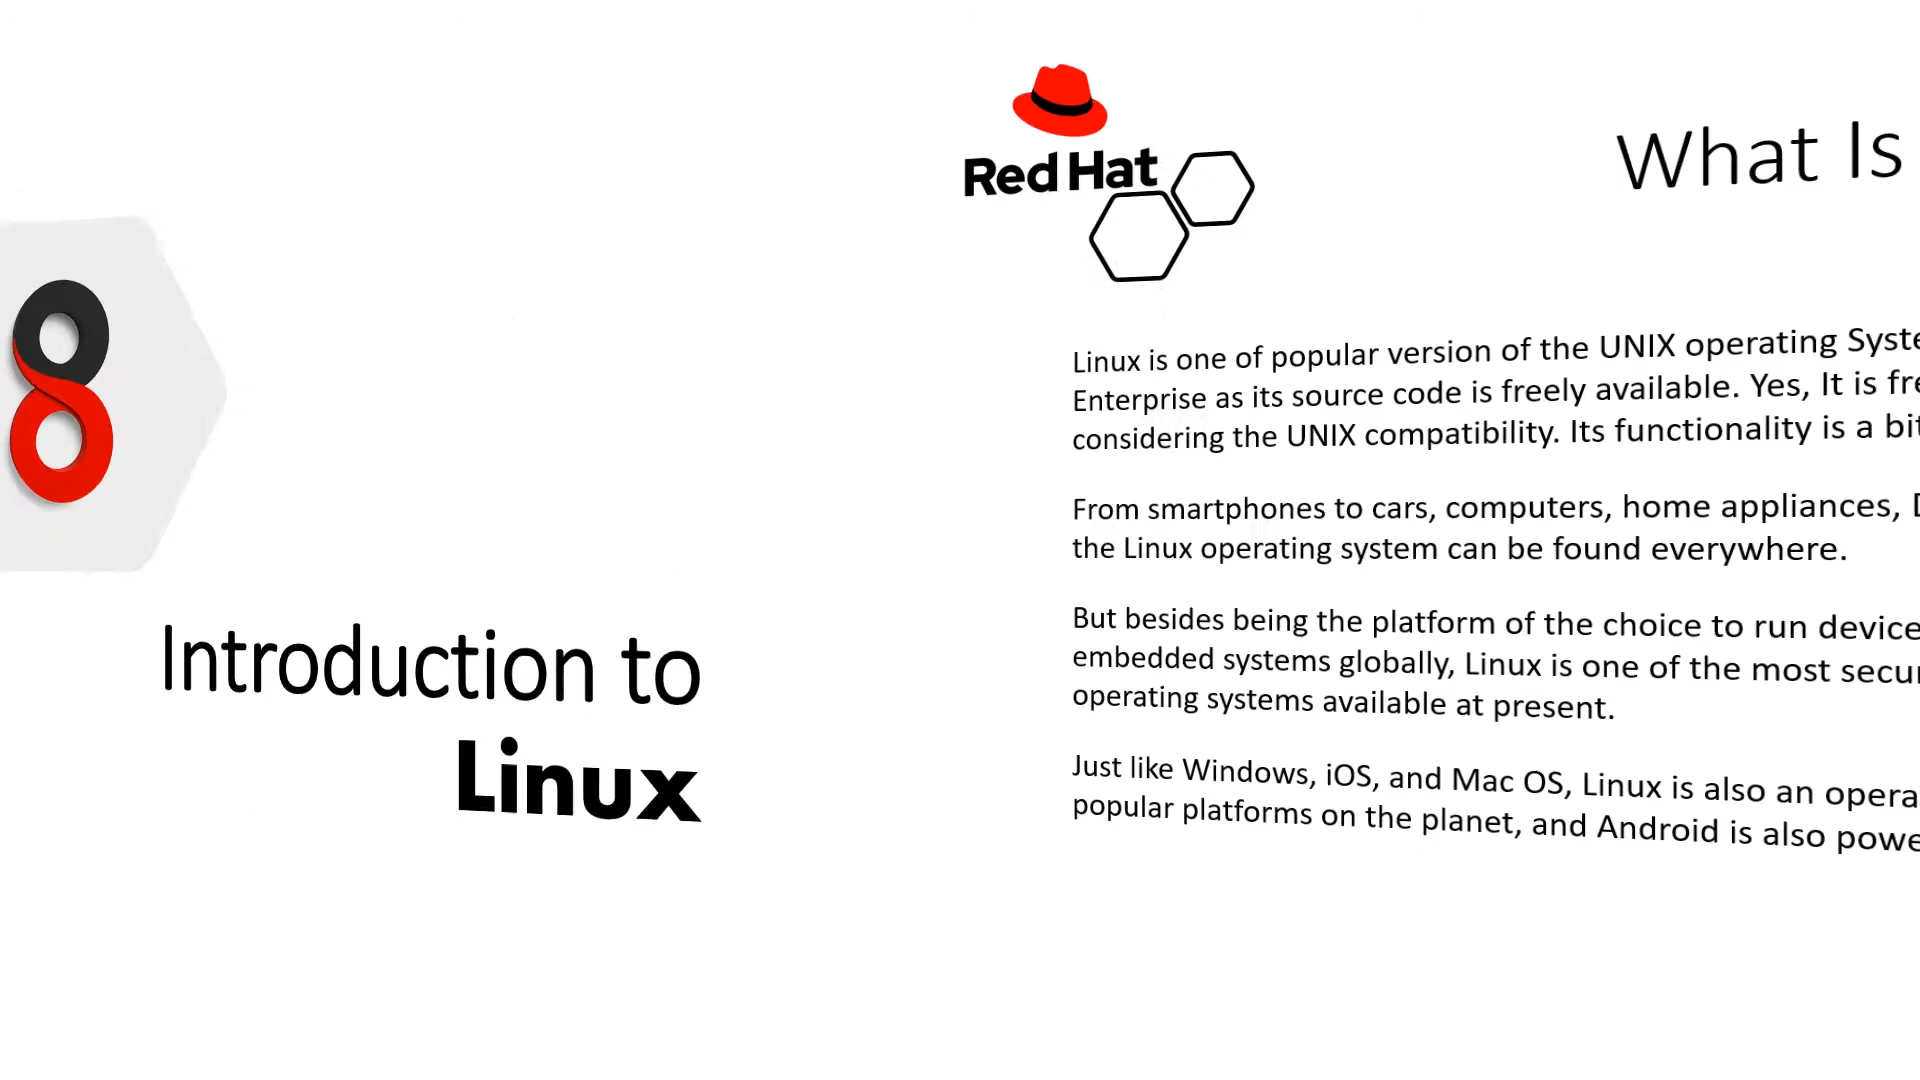 8
Introduction to
Linux
Red Hat
What Is
Linux is one of popular version of the UNIX operating
Enterprise as its source code is freely available. Yes, It is
considering the UNIX compatibility. Its functionality is a
From smartphones to cars, computers, home appliances,
the Linux operating system can be found everywhere.
But besides being the platform of the choice to run
embedded systems globally, Linux is one of the most
operating systems available at present.
Just like Windows, iOS, and Mac OS, Linux is also an
popular platforms on the planet, and Android is also